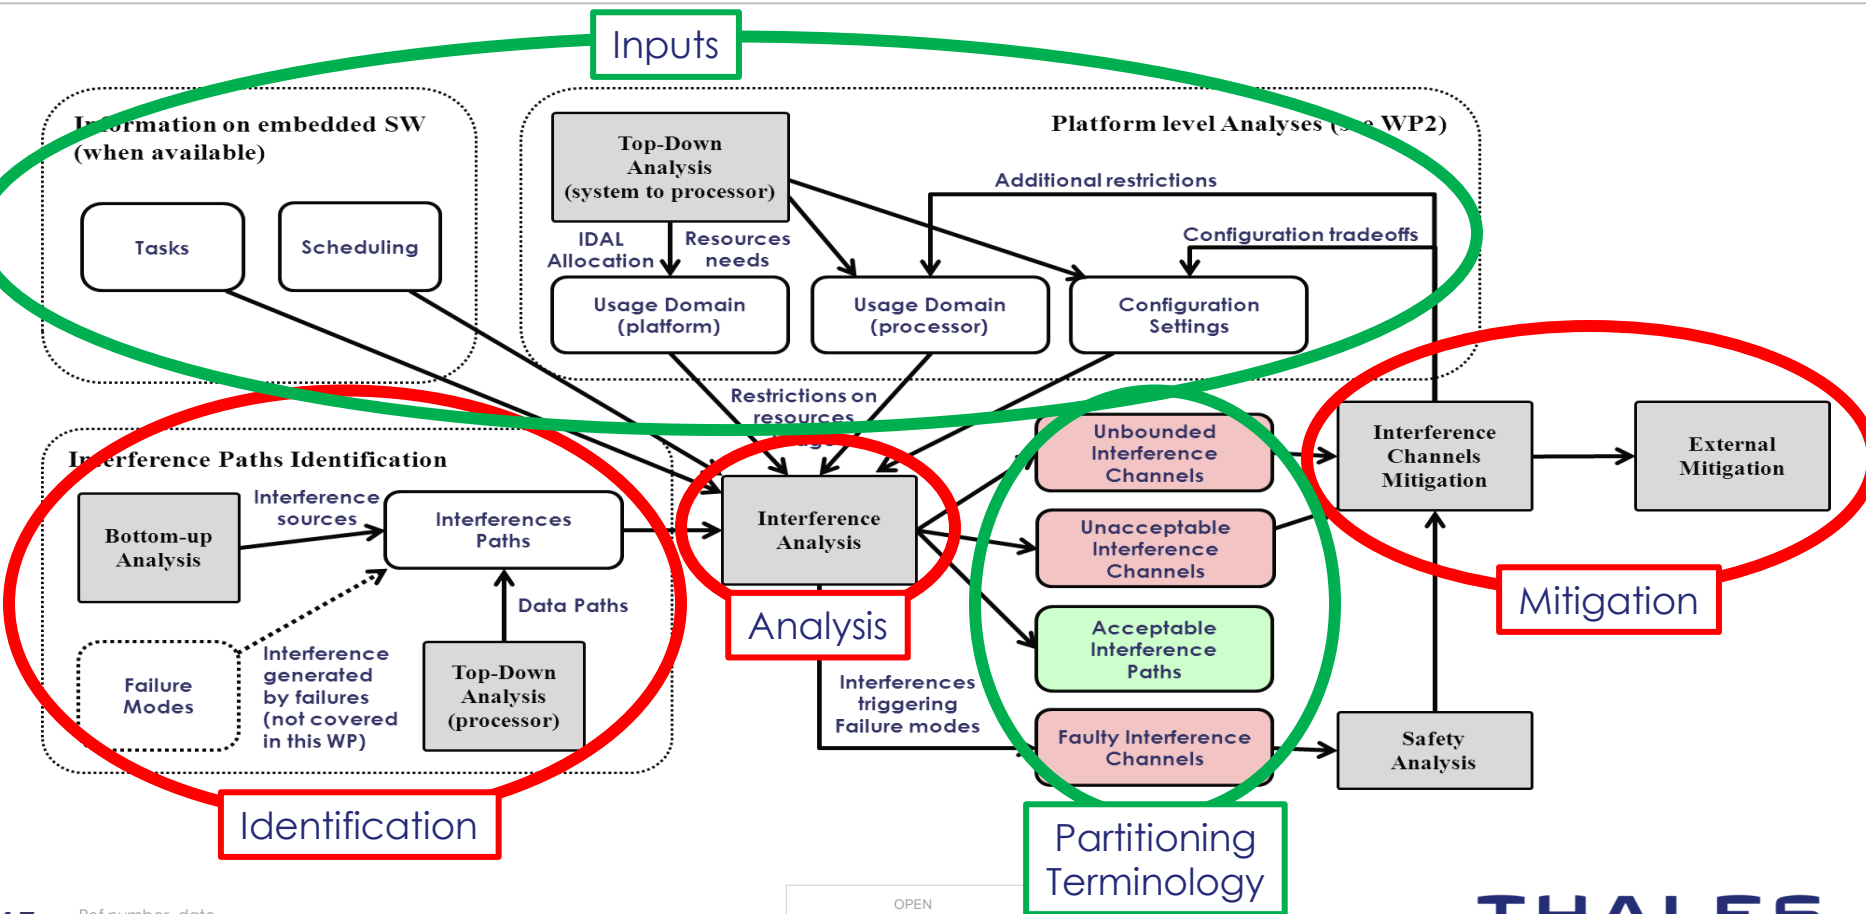 Inputs
Information on embedded SW
(when available)
Tasks
Scheduling
Platform level Analyses (see WP2)
Top-Down
Analysis
(system to processor)
Additional restrictions
Configuration tradeoffs
IDAL
Allocation
Resources
needs
Usage Domain
(platform)
Usage Domain
(processor)
Configuration
Settings
Restrictions on
resources
Interference Paths Identification
Bottom-up
Analysis
Interference
sources
Interferences
Paths
Data Paths
Failure
Modes
Interference
generated
by failures
(not covered
in this WP)
Top-Down
Analysis
(processor)
Identification
Interference
Analysis
Analysis
Interferences
triggering
Failure modes
Unbounded
Interference
Channels
Unacceptable
Interference
Channels
Acceptable
Interference
Paths
Faulty Interference
Channels
Partitioning
Terminology
Interference
Channels
Mitigation
External
Mitigation
Mitigation
Safety
Analysis
OPEN
THALES